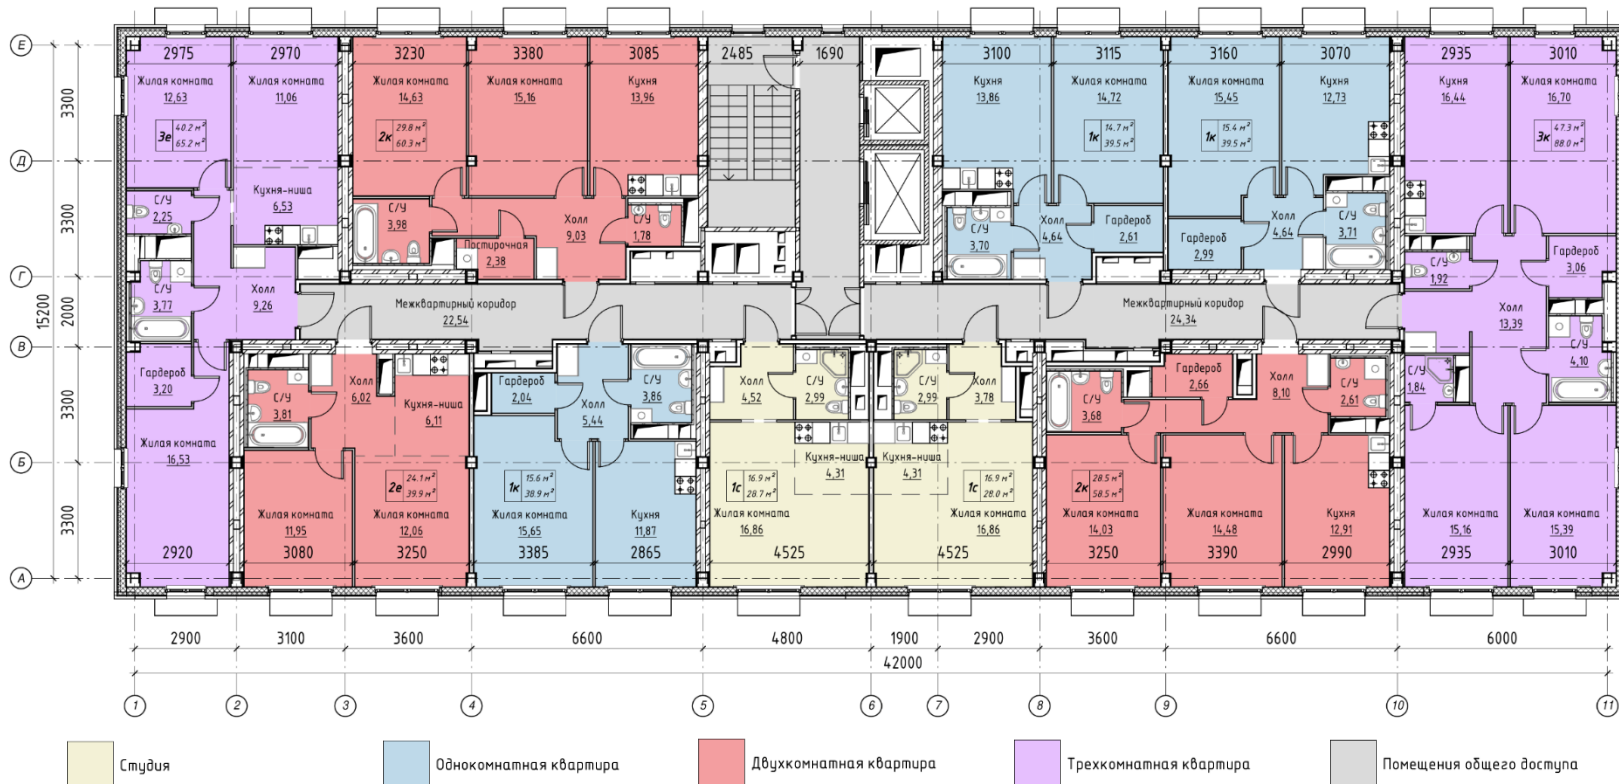 Е
2975
2970
3230
3380
3085
2485
1690
3100
3115
3160
3070
2935
3010
Жилая комната
12,63
Жилая комната
11,06
Жилая комната
14,63
Жилая комната
15,16
Кухня
13,96
Кухня
13,86
Жилая комната
14,72
Жилая комната
15,45
Кухня
12,73
Кухня
16,44
Жилая комната
16,70
3300
3е
40.2 м²
65.2 м²
2к
29.8 м²
60.3 м²
1к
14.7 м²
39.5 м²
1к
15.4 м²
39.5 м²
3к
47.3 м²
88.0 м²
Д
Кухня-ниша
6,53
С/У
2,25
3300
С/У
3,98
Постирочная
2,38
Холл
9,03
С/У
1,78
С/У
3,70
Холл
4,64
Гардероб
2,61
Гардероб
2,99
Холл
4,64
С/У
3,71
С/У
1,92
Гардероб
3,06
Г
С/У
3,77
Холл
9,26
Межквартирный коридор
22,54
Межквартирный коридор
24,34
Холл
13,39
15200
2000
В
Гардероб
3,20
С/У
3,81
Холл
6,02
Кухня-ниша
6,11
Гардероб
2,04
Холл
5,44
С/У
3,86
Холл
4,52
С/У
2,99
С/У
2,99
Холл
3,78
С/У
3,68
Гардероб
2,66
Холл
8,10
С/У
2,61
С/У
1,84
С/У
4,10
3300
Жилая комната
16,53
Кухня-ниша
4,31
Кухня-ниша
4,31
Б
2е
24.1 м²
39.9 м²
1к
15.6 м²
38.9 м²
1с
16.9 м²
28.7 м²
1с
16.9 м²
28.0 м²
2к
28.5 м²
58.5 м²
3300
Жилая комната
11,95
Жилая комната
12,06
Жилая комната
15,65
Кухня
11,87
Жилая комната
16,86
Жилая комната
16,86
Жилая комната
14,03
Жилая комната
14,48
Кухня
12,91
Жилая комната
15,16
Жилая комната
15,39
2920
3080
3250
3385
2865
4525
4525
3250
3390
2990
2935
3010
А
2900
3100
3600
6600
4800
1900
2900
3600
6600
6000
42000
1
2
3
4
5
6
7
8
9
10
11
Студия
Однокомнатная квартира
Двухкомнатная квартира
Трехкомнатная квартира
Помещения общего доступа